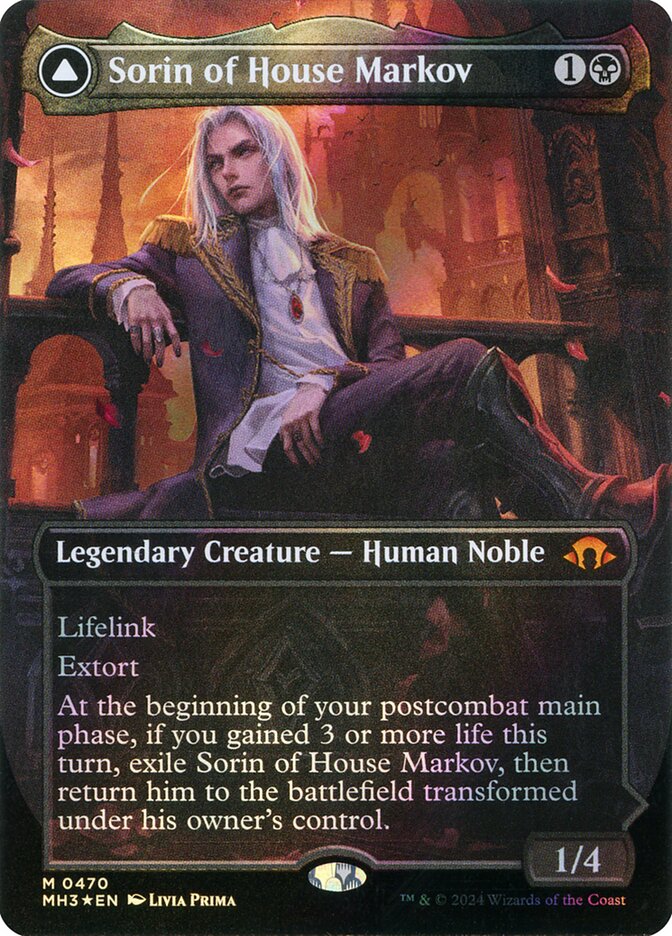 Sorin of House Markov 1
Legendary Creature — Human Noble
Lifelink
Extort
At the beginning of your postcombat main
phase, if you gained 3 or more life this
turn, exile Sorin of House Markov, then
return him to the battlefield transformed
under his owner's control.
1/4
M 0470
MH3★EN LIVIA PRIMA
™ & © 2024 Wizards of the Coast